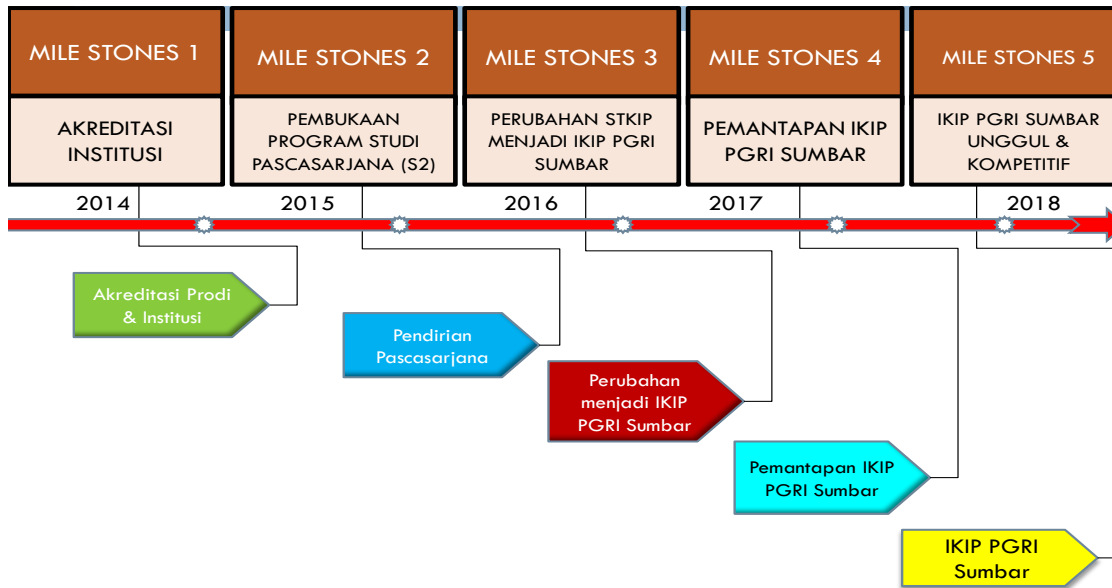 MILE STONES 1
MILE STONES 2
MILE STONES 3
MILE STONES 4
MILE STONES 5
AKREDITASI
INSTITUSI
PEMBUKAAN
PROGRAM STUDI
PASCASARJANA (S2)
PERUBAHAN STKIP
MENJADI IKIP PGRI
SUMBAR
PEMANTAPAN IKIP
PGRI SUMBAR
IKIP PGRI SUMBAR
UNGGUL &
KOMPETITIF
2014
2015
2016
2017
2018
Akreditasi Prodi
& Institusi
Pendirian
Pascasarjana
Perubahan
menjadi IKIP
PGRI Sumbar
Pemantapan IKIP
PGRI Sumbar
IKIP PGRI
Sumbar